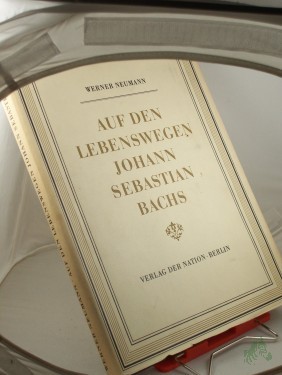 WERNER NEUMANN
AUF DEN
LEBENSWEGEN
JOHANN
SEBASTIAN
BACHS
VERLAG DER NATION · BERLIN